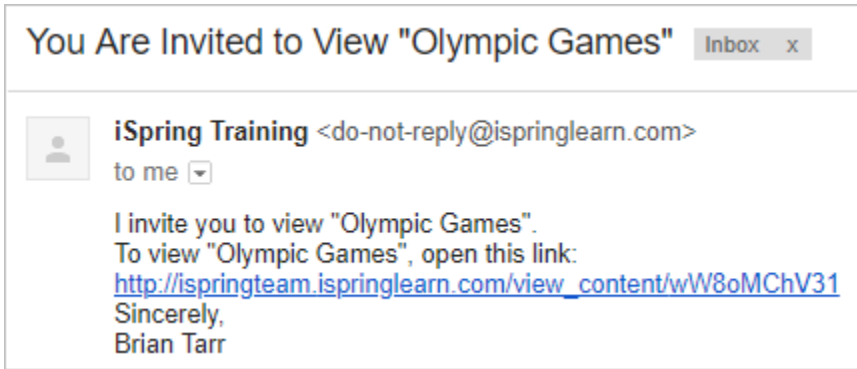 You Are Invited to View "Olympic Games" Inbox x
iSpring Training <do-not-reply@ispringlearn.com>
to me
I invite you to view "Olympic Games".
To view "Olympic Games", open this link:
http://ispringteam.ispringlearn.com/view_content/wW8oMChV31
Sincerely,
Brian Tarr